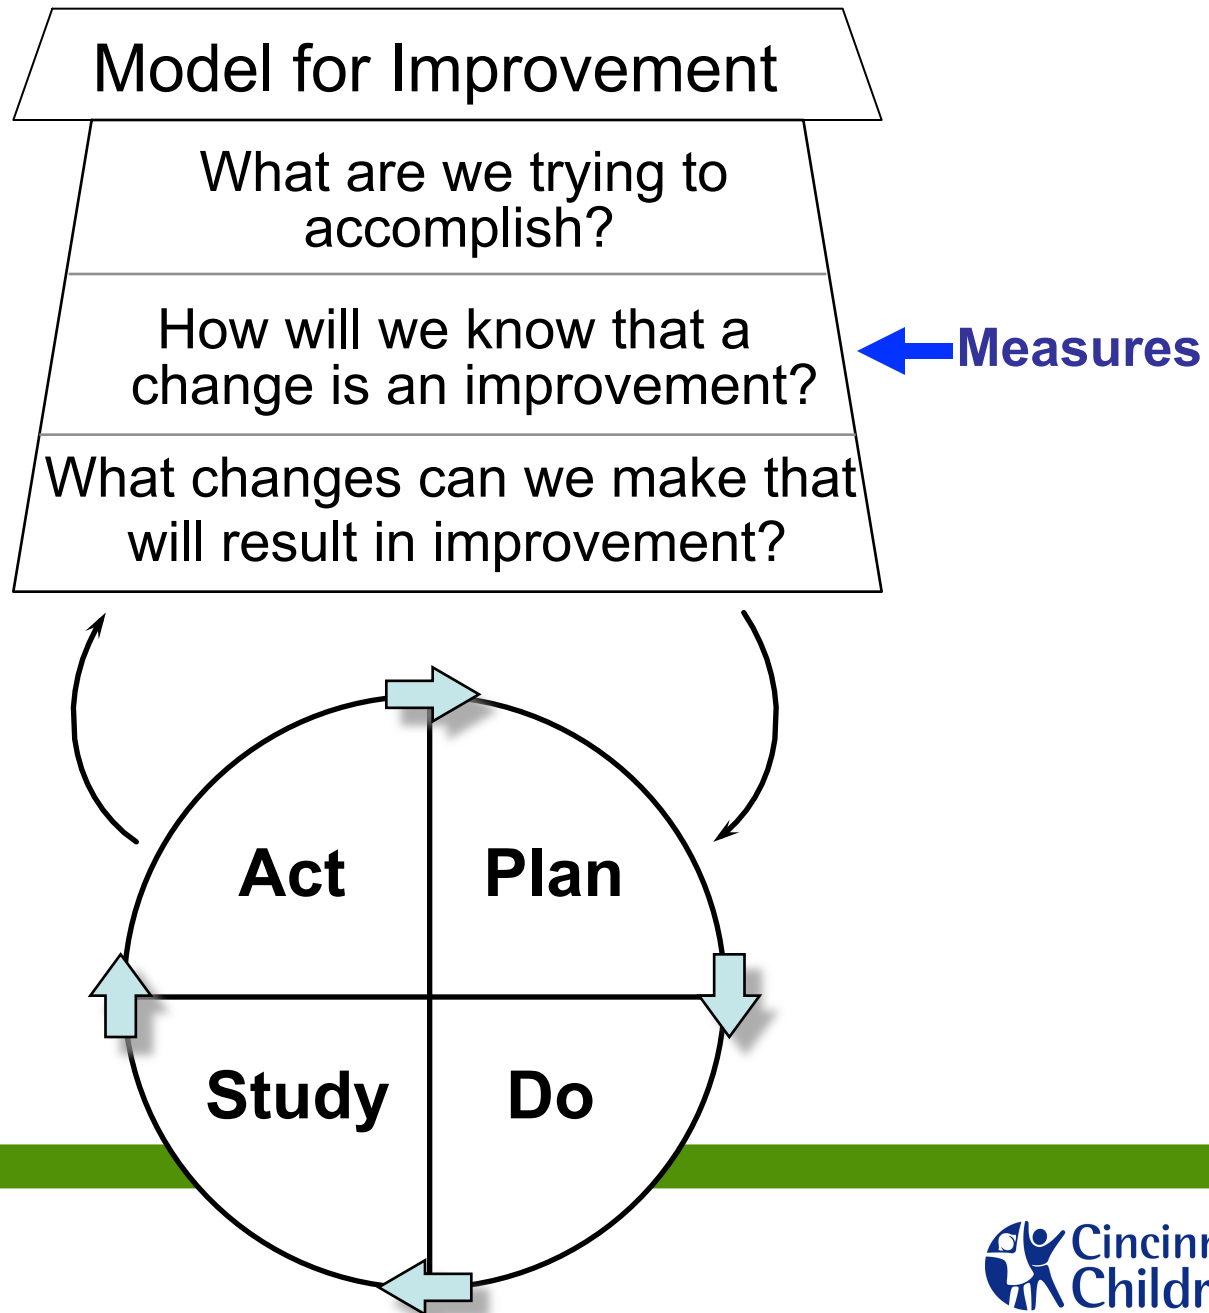 Model for Improvement
What are we trying to
accomplish?
How will we know that a
change is an improvement?
Measures
What changes can we make that
will result in improvement?
Act
Plan
Study
Do